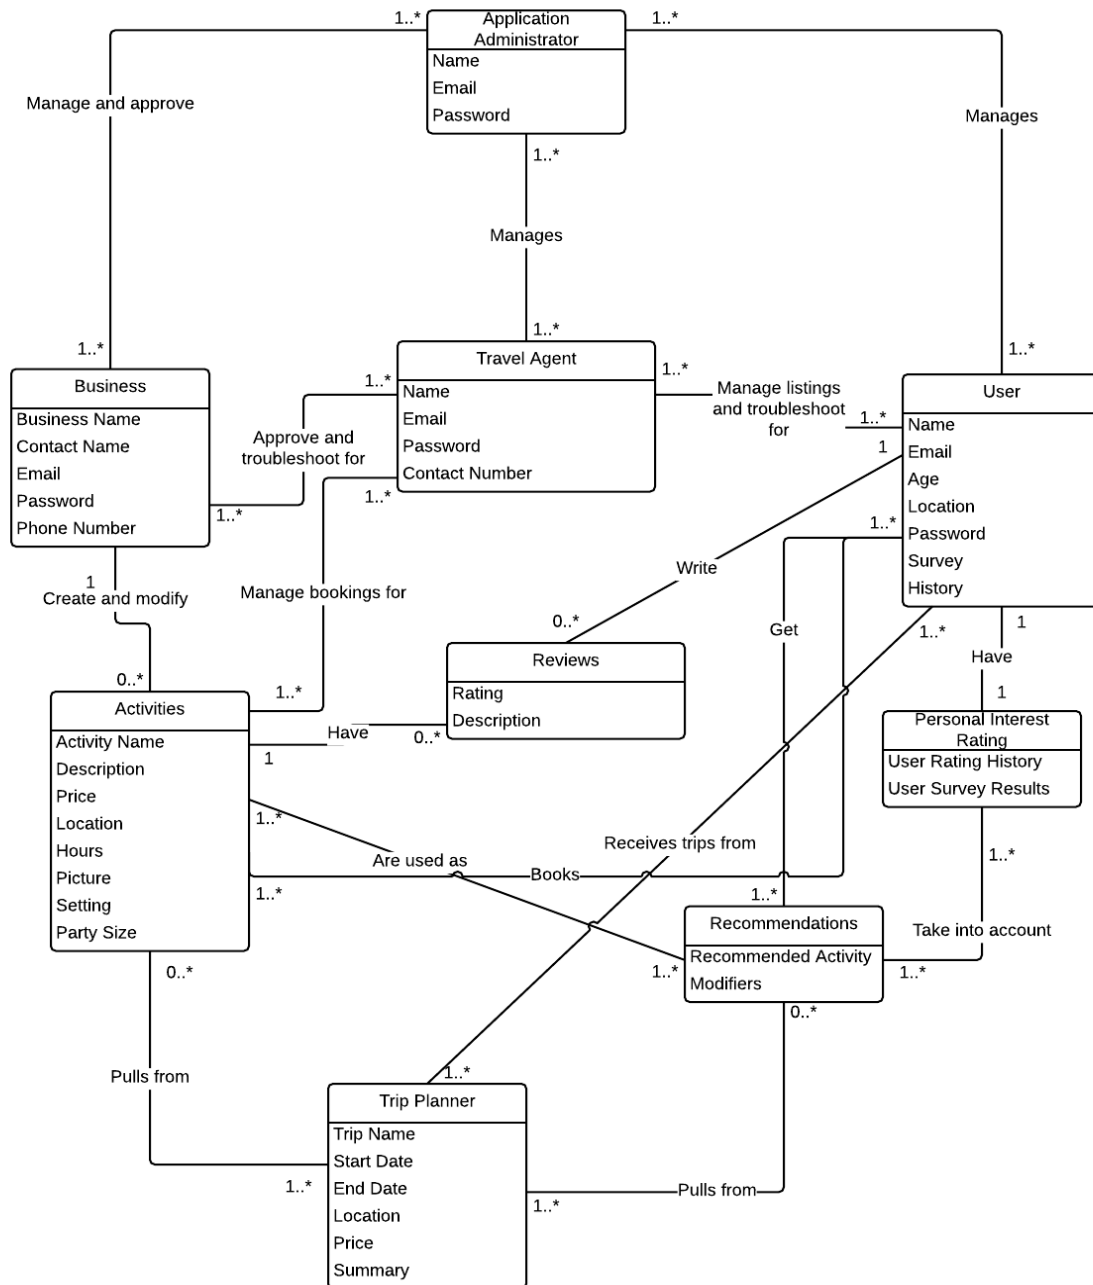 1..*
Application
Administrator
1..*
Name
Email
Password
Manage and approve
Manages
1..*
Manages
1..*
1..*
1..*
Business
Business Name
Contact Name
Email
Password
Phone Number
1..*
Travel Agent
Name
Email
Password
Contact Number
1..*
Manage listings
and troubleshoot
for
1..*
User
Name
Email
Age
Location
Password
Survey
History
1..*
1
Approve and
troubleshoot for
1..*
1..*
1..*
1
Create and modify
Manage bookings for
Write
0..*
Get
1..*
1
Have
1
Reviews
Rating
Description
0..*
1..*
Have
0..*
1
Activities
Activity Name
Description
Price
Location
Hours
Picture
Setting
Party Size
Personal Interest
Rating
User Rating History
User Survey Results
1..*
Are used as
Receives trips from
1..*
Books
1..*
1..*
Recommendations
Recommended Activity
Modifiers
Take into account
1..*
1..*
0..*
0..*
Pulls from
1..*
Trip Planner
Trip Name
Start Date
End Date
Location
Price
Summary
1..*
Pulls from
1..*